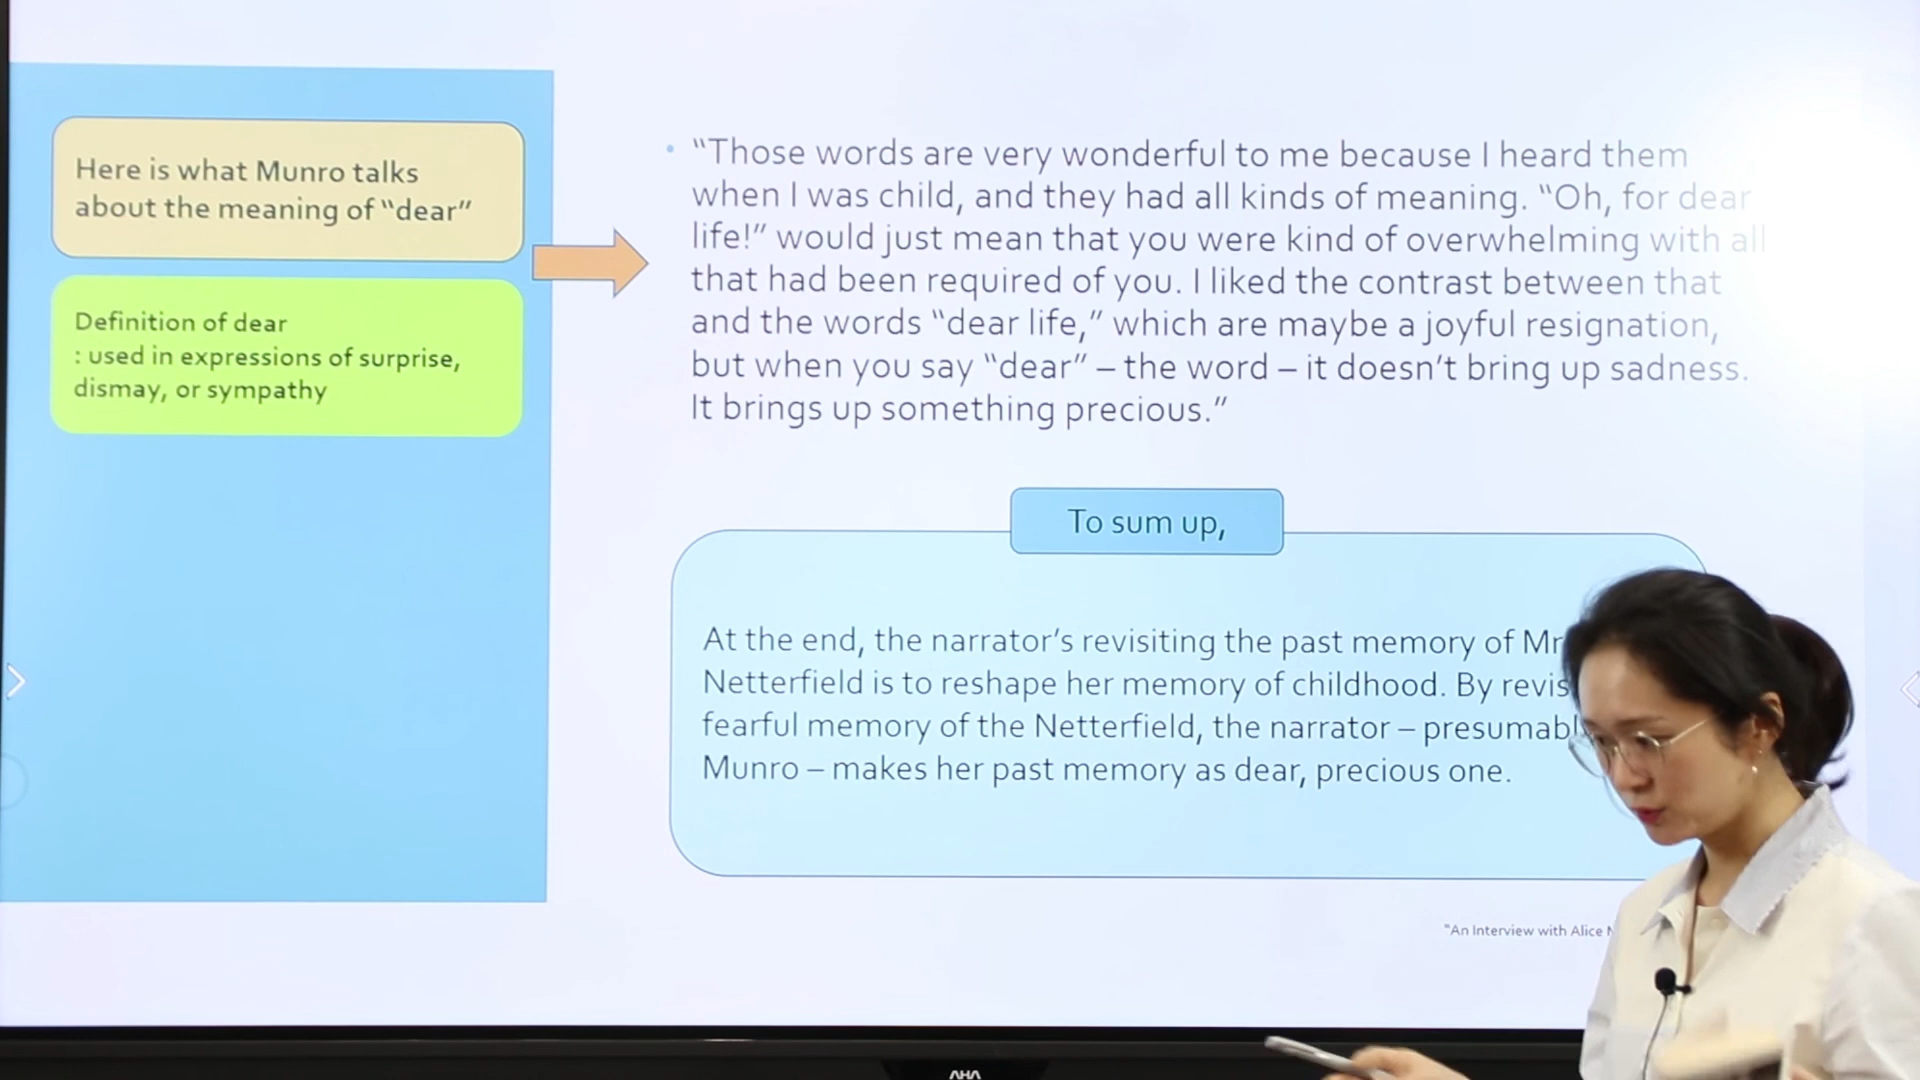 Here is what Munro talks
about the meaning of “dear”
Definition of dear
: used in expressions of surprise,
dismay, or sympathy
• “Those words are very wonderful to me because I heard them
when I was child, and they had all kinds of meaning. “Oh, for dear
life!” would just mean that you were kind of overwhelming with all
that had been required of you. I liked the contrast between that
and the words “dear life,” which are maybe a joyful resignation,
but when you say “dear” – the word – it doesn’t bring up sadness.
It brings up something precious.”
To sum up,
At the end, the narrator’s revisiting the past memory of
Netterfield is to reshape her memory of childhood. By
fearful memory of the Netterfield, the narrator –
Munro – makes her past memory as dear, precious one.
“An Interview with Alice
AHA